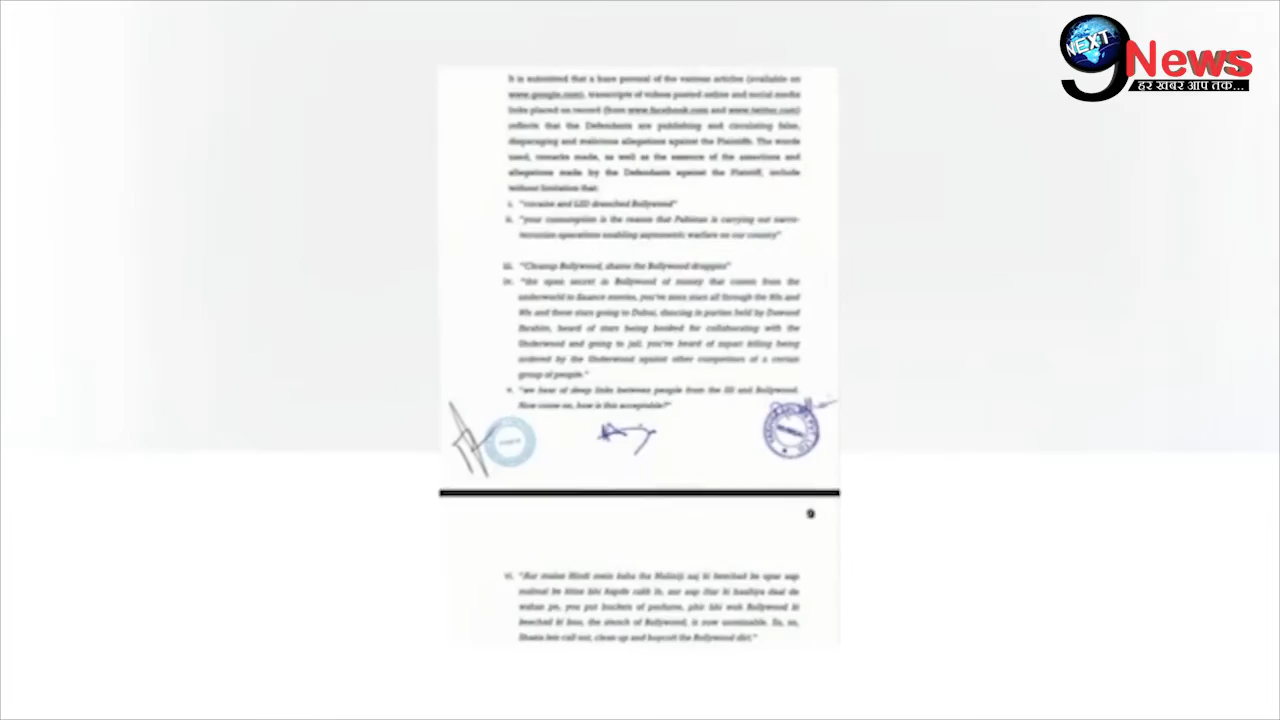 NEXT
9
News
हर खबर आप तक...
It is submitted that a bare perusal of the various articles (available on
www.google.com), transcripts of videos posted online and social media
links placed on record (from www.facebook.com and www.twitter.com)
reflects that the Defendants are publishing and circulating false,
disparaging and malicious allegations against the Plaintiffs. The words
used, remarks made, as well as the essence of the assertions and
allegations made by the Defendants against the Plaintiff, include
without limitation that:
i. "cocaine and LSD drenched Bollywood"
ii. "your consumption is the reason that Pakistan is carrying out narco-
terrorism operations enabling asymmetric warfare on our country"
iii. "Cleanup Bollywood, shame the Bollywood druggies"
iv. "the open secret in Bollywood of money that comes from the
underworld to finance movies, you've seen stars all through the 80s and
90s and these stars going to Dubai, dancing in parties held by Dawood
Ibrahim, heard of stars being booked for collaborating with the
Underwood and going to jail, you've heard of super killing being
ordered by the Underwood against other competitors of a certain
group of people."
v. "we hear of deep links between people from the ISI and Bollywood.
Now come on, how is this acceptable?"
9
vi. "Aur maine Hindi mein kaha tha ki aaj ki keechad ke upar aap
malmal ke kitne bhi kapde rakh lo, aur aap itar ki baaltiya daal de
wahan pe, you put buckets of perfume, phir bhi woh Bollywood ki
keechad ki boo, the stench of Bollywood, is now unmissable. So, so,
lets call out, clean up and boycott the Bollywood dirt."